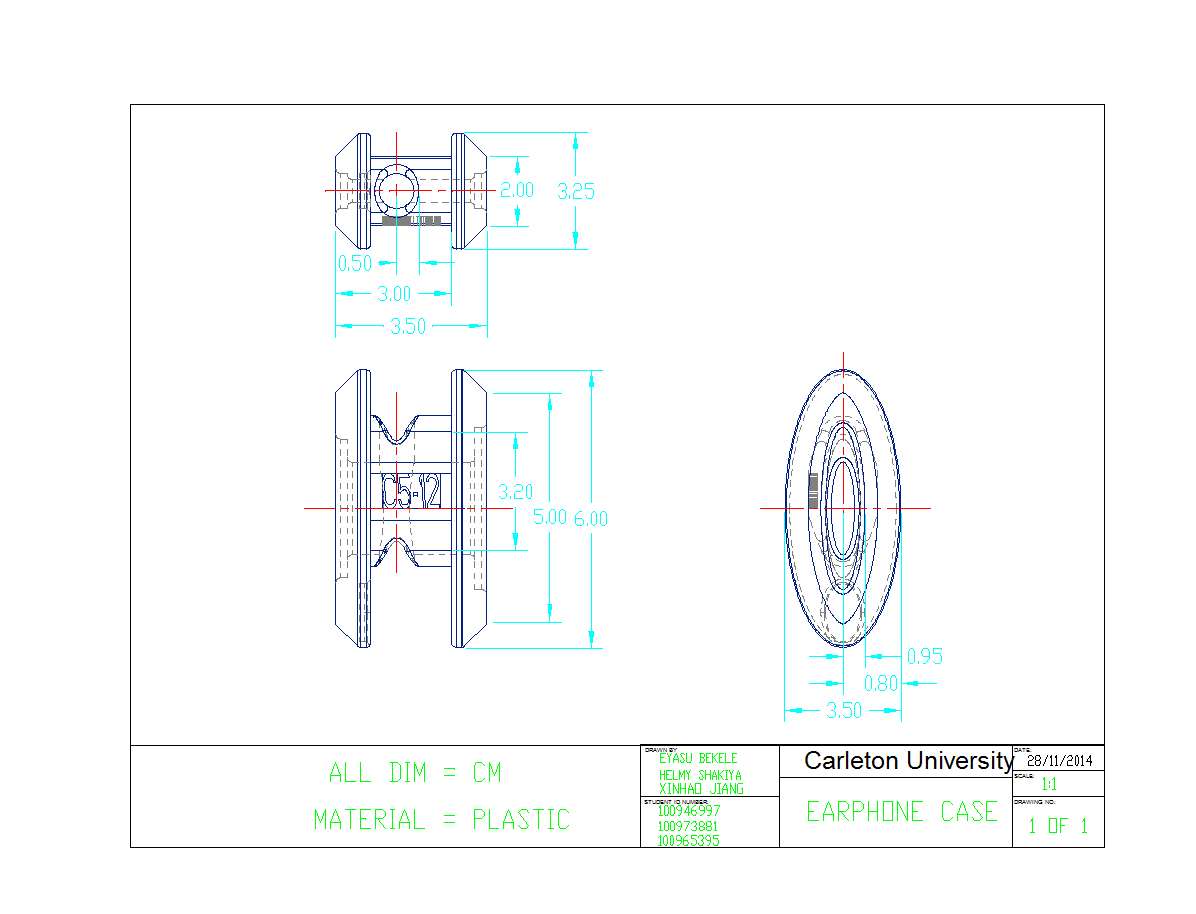 2.00
3.25
0.50
3.00
3.50
C5-12
3.20
5.00
6.00
0.95
0.80
3.50
ALL DIM = CM
MATERIAL = PLASTIC
DRAWN BY
EYASU BEKELE
HELMY SHAKIYA
XINHAO JIANG
STUDENT ID NUMBER:
100946997
100973881
100965395
Carleton University
EARPHONE CASE
DATE:
28/11/2014
SCALE:
1:1
DRAWING NO:
1 OF 1